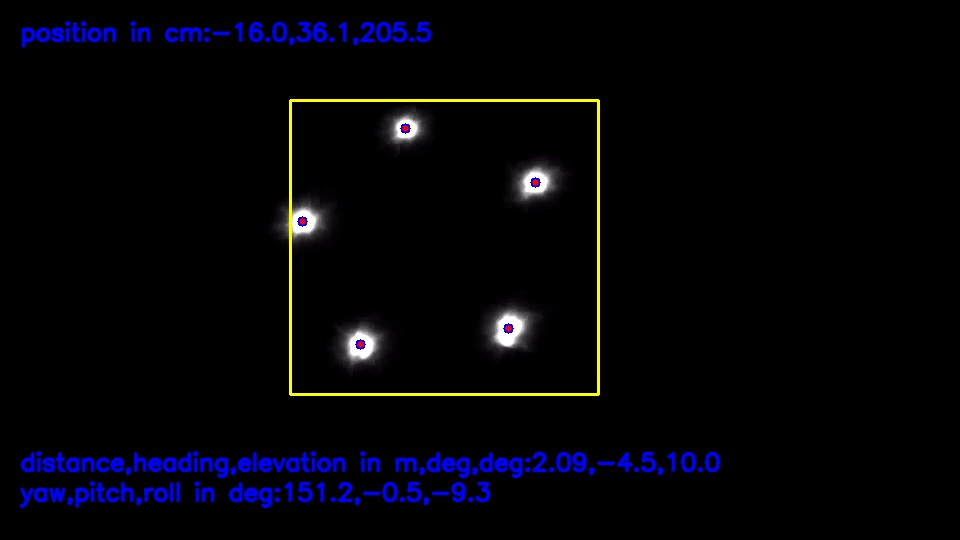 position in cm:-16.0,36.1,205.5
distance,heading,elevation in m,deg,deg:2.09,-4.5,10.0
yaw,pitch,roll in deg:151.2,-0.5,-9.3